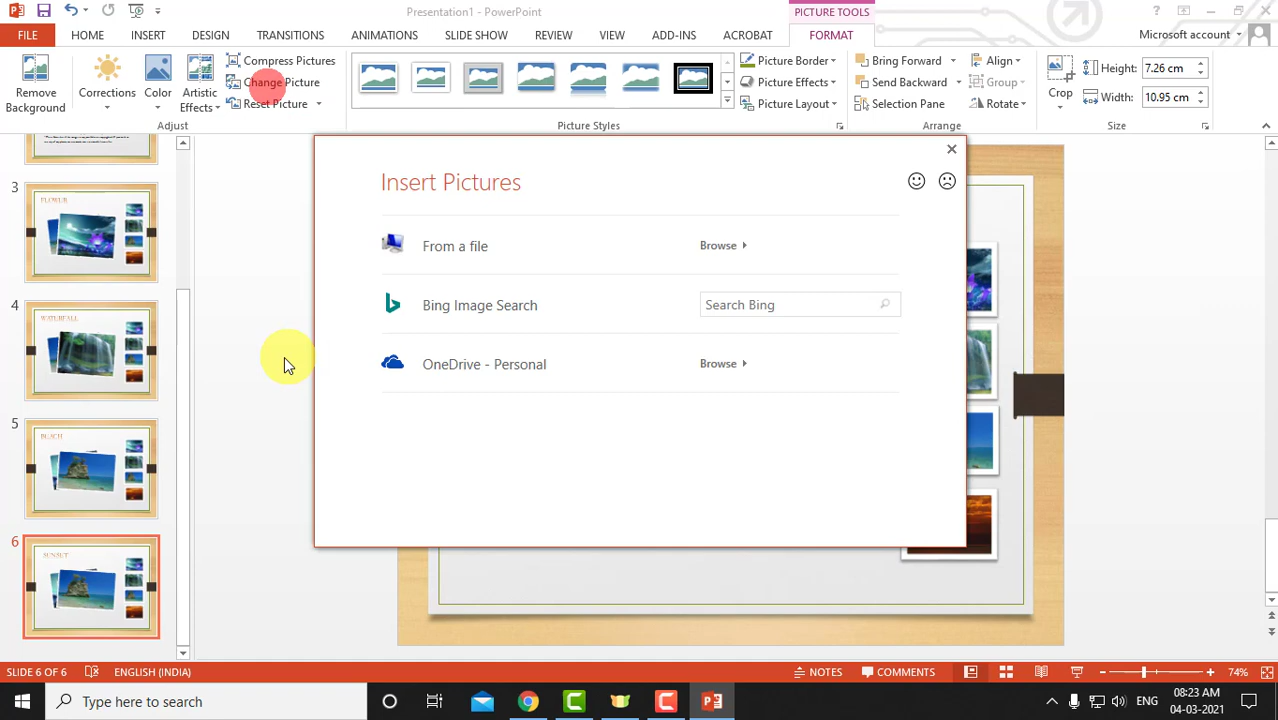 Presentation1 - PowerPoint
PICTURE TOOLS
FILE HOME INSERT DESIGN TRANSITIONS ANIMATIONS SLIDE SHOW REVIEW VIEW ADD-INS ACROBAT FORMAT Microsoft account
Remove Background
Corrections
Color
Artistic Effects
Compress Pictures
Change Picture
Reset Picture
Adjust
Picture Styles
Picture Border
Picture Effects
Picture Layout
Bring Forward
Send Backward
Selection Pane
Align
Group
Rotate
Arrange
Crop
Height: 7.26 cm
Width: 10.95 cm
Size
3
FLOWER
4
WATERFALL
5
BEACH
6
SUNSET
Insert Pictures
From a file Browse
Bing Image Search Search Bing
OneDrive - Personal Browse
SLIDE 6 OF 6 ENGLISH (INDIA) NOTES COMMENTS 74%
Type here to search
ENG
08:23 AM
04-03-2021